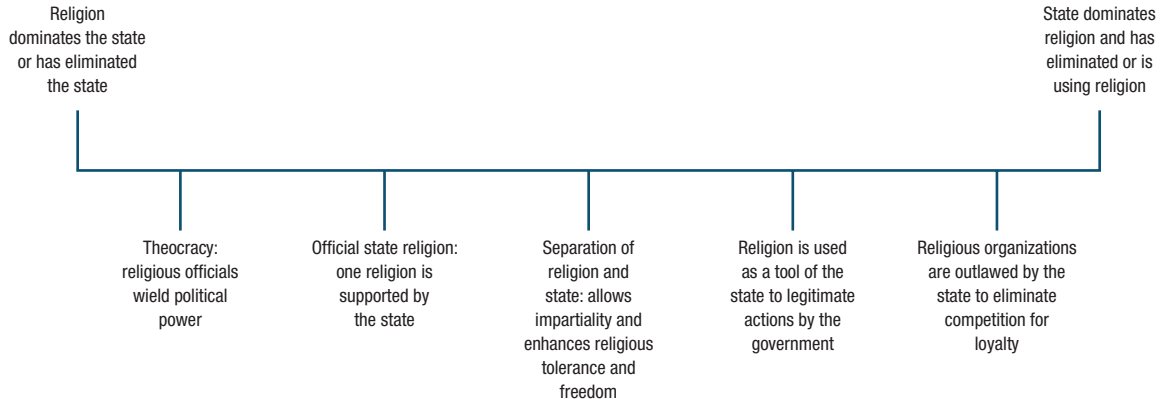 Religion
dominates the state
or has eliminated
the state
State dominates
religion and has
eliminated or is
using religion
Theocracy:
religious officials
wield political
power
Official state religion:
one religion is
supported by
the state
Separation of
religion and
state: allows
impartiality and
enhances religious
tolerance and
freedom
Religion is used
as a tool of the
state to legitimate
actions by the
government
Religious organizations
are outlawed by the
state to eliminate
competition for
loyalty